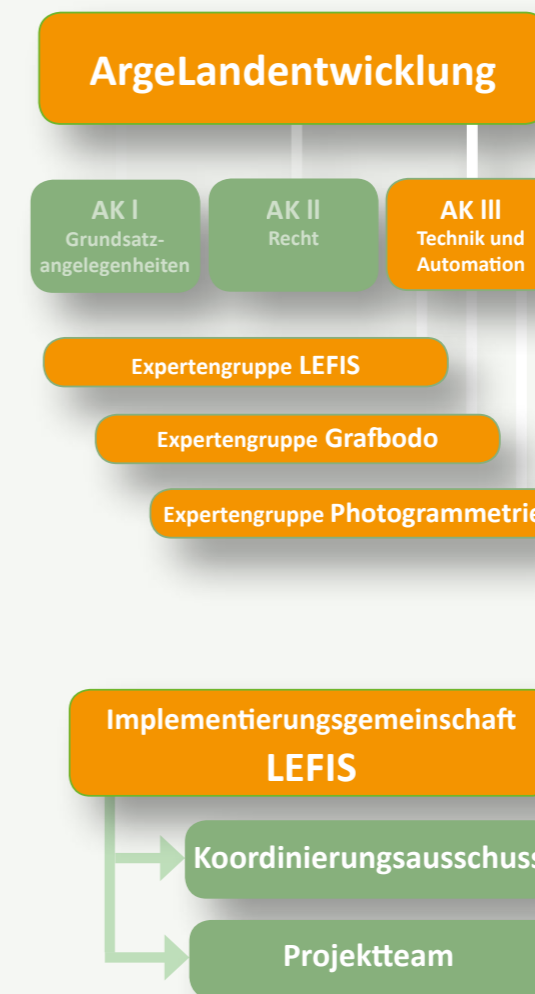 ArgeLandentwicklung
AK I
Grundsatz-
angelegenheiten
AK II
Recht
AK III
Technik und
Automation
Expertengruppe LEFIS
Expertengruppe Grafbodo
Expertengruppe Photogrammetrie
Implementierungsgemeinschaft
LEFIS
Koordinierungsausschuss
Projektteam